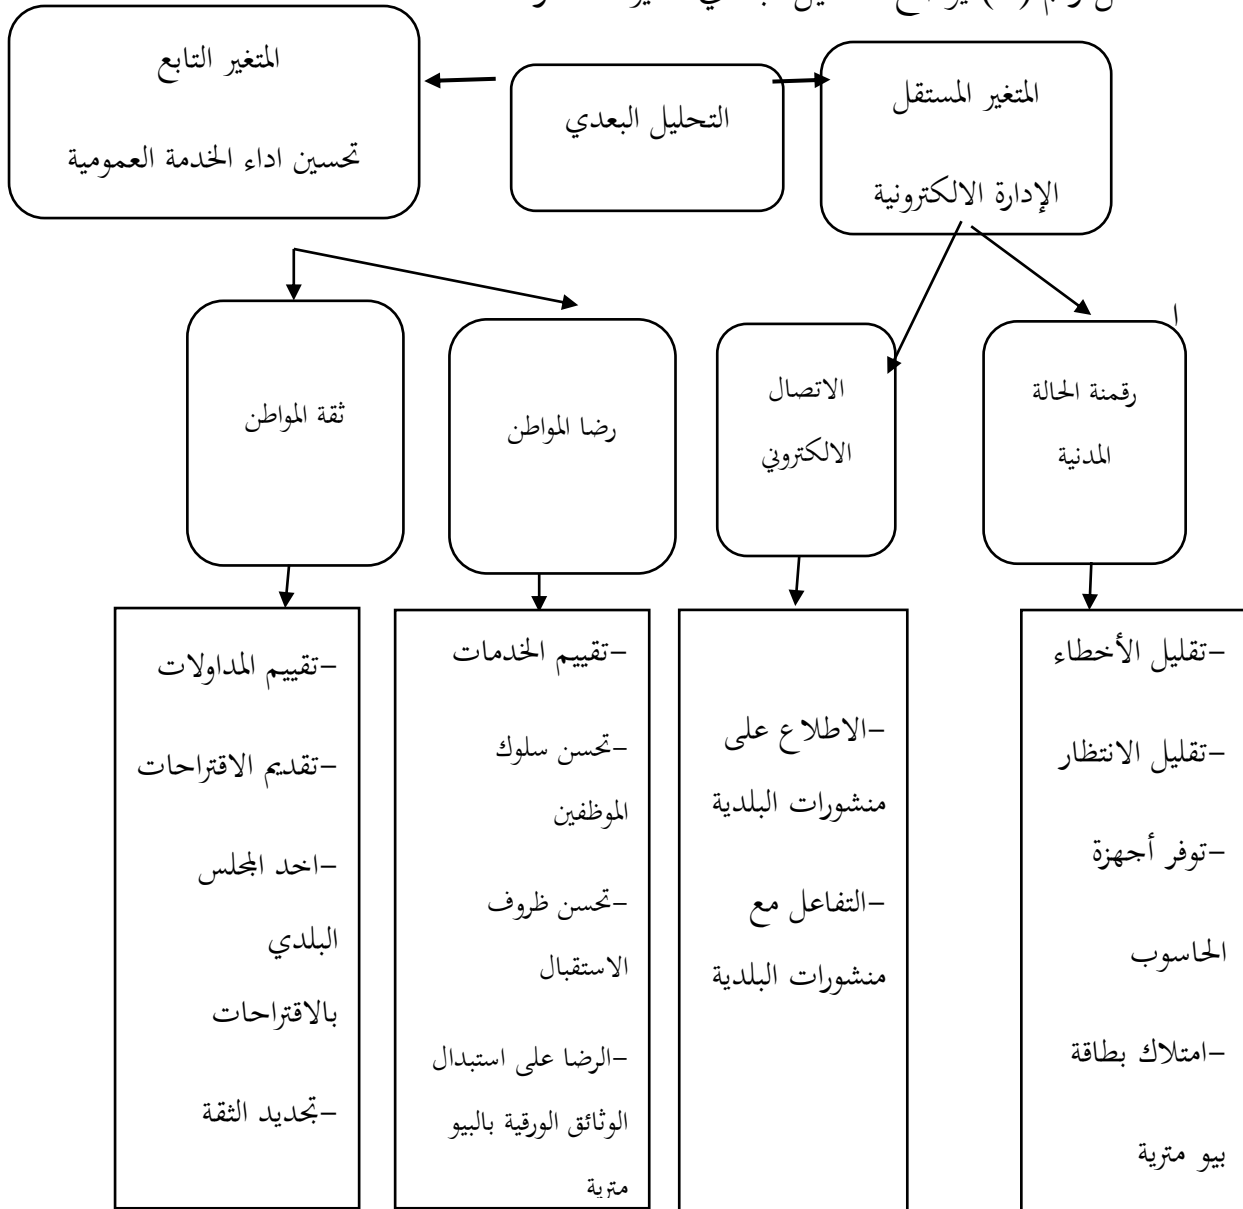 المتغير المستقل
الإدارة الالكترونية
التحليل البعدي
المتغير التابع
تحسين اداء الخدمة العمومية
رقمنة الحالة
المدنية
الاتصال
الالكتروني
رضا المواطن
ثقة المواطن
-تقليل الأخطاء
-تقليل الانتظار
-توفر أجهزة
الحاسوب
-امتلاك بطاقة
بيو مترية
-الاطلاع على
منشورات البلدية
-التفاعل مع
منشورات البلدية
-تقييم الخدمات
-تحسن سلوك
الموظفين
-تحسن ظروف
الاستقبال
-الرضا على استبدال
الوثائق الورقية بالبيو
مترية
-تقييم المداولات
-تقديم الاقتراحات
-اخد المجلس
البلدي
بالاقتراحات
-تجديد الثقة